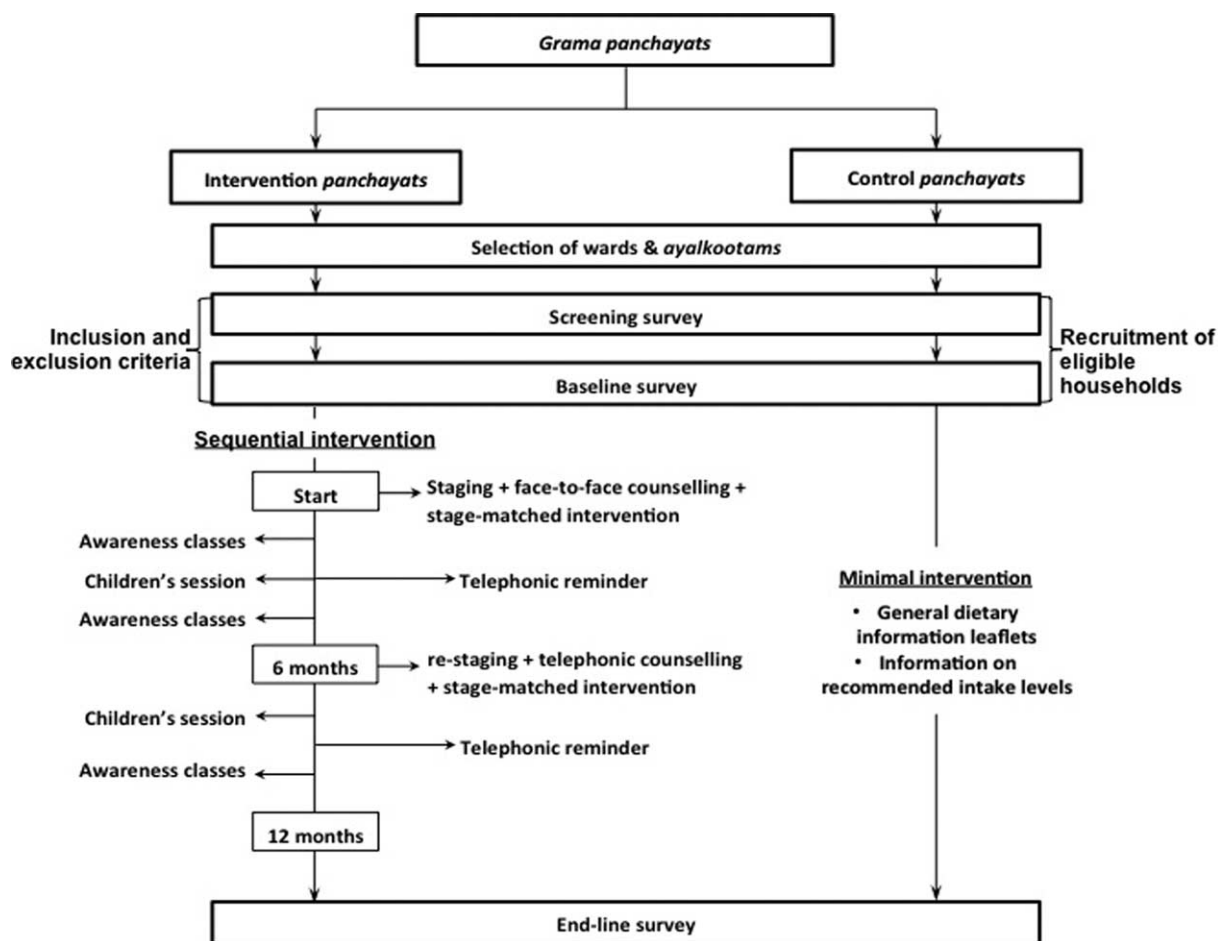 Grama panchayats
Intervention panchayats
Control panchayats
Selection of wards & ayalkootams
Screening survey
Inclusion and
exclusion criteria
Recruitment of
eligible
households
Baseline survey
Sequential intervention
Start
Staging + face-to-face counselling +
stage-matched intervention
Awareness classes
Children's session
Telephonic reminder
Awareness classes
6 months
re-staging + telephonic counselling
+ stage-matched intervention
Children's session
Telephonic reminder
Awareness classes
12 months
Minimal intervention
• General dietary
information leaflets
• Information on
recommended intake levels
End-line survey